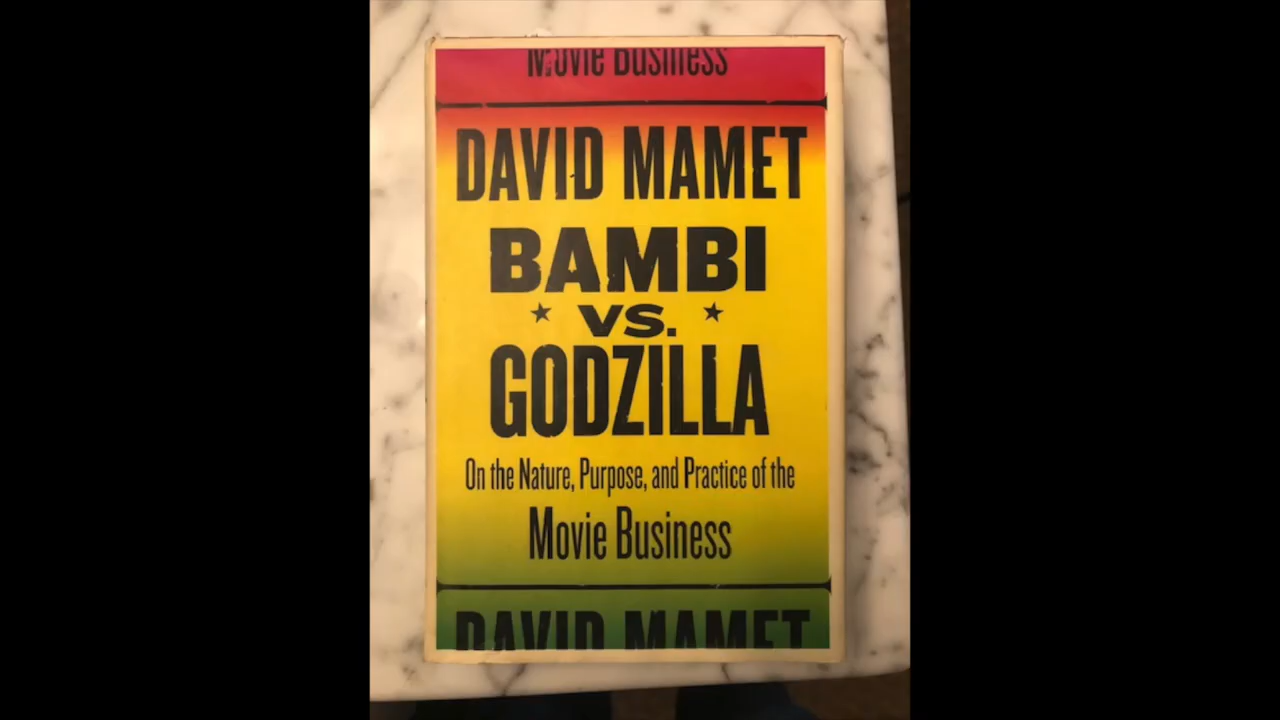 Movie Business
DAVID MAMET
BAMBI
VS.
GODZILLA
On the Nature, Purpose, and Practice of the
Movie Business
DAVID MAMET